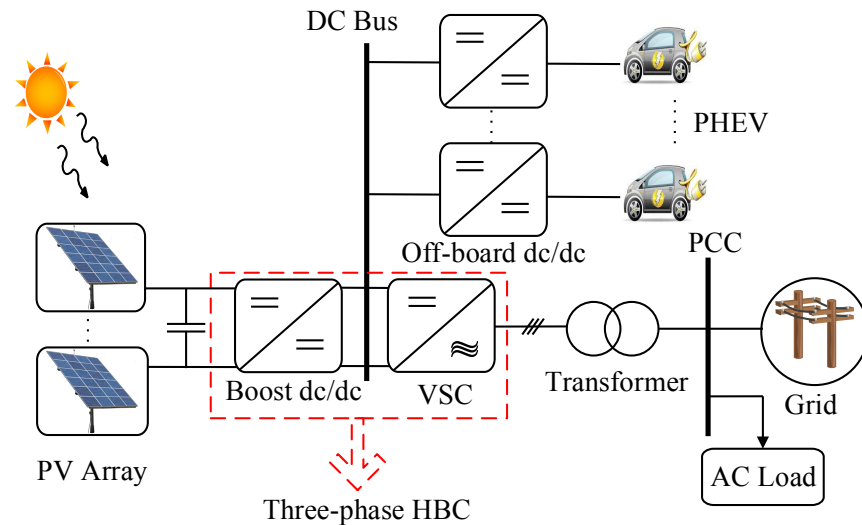 DC Bus
PHEV
Off-board dc/dc
PCC
Boost dc/dc
VSC
Transformer
Grid
PV Array
AC Load
Three-phase HBC